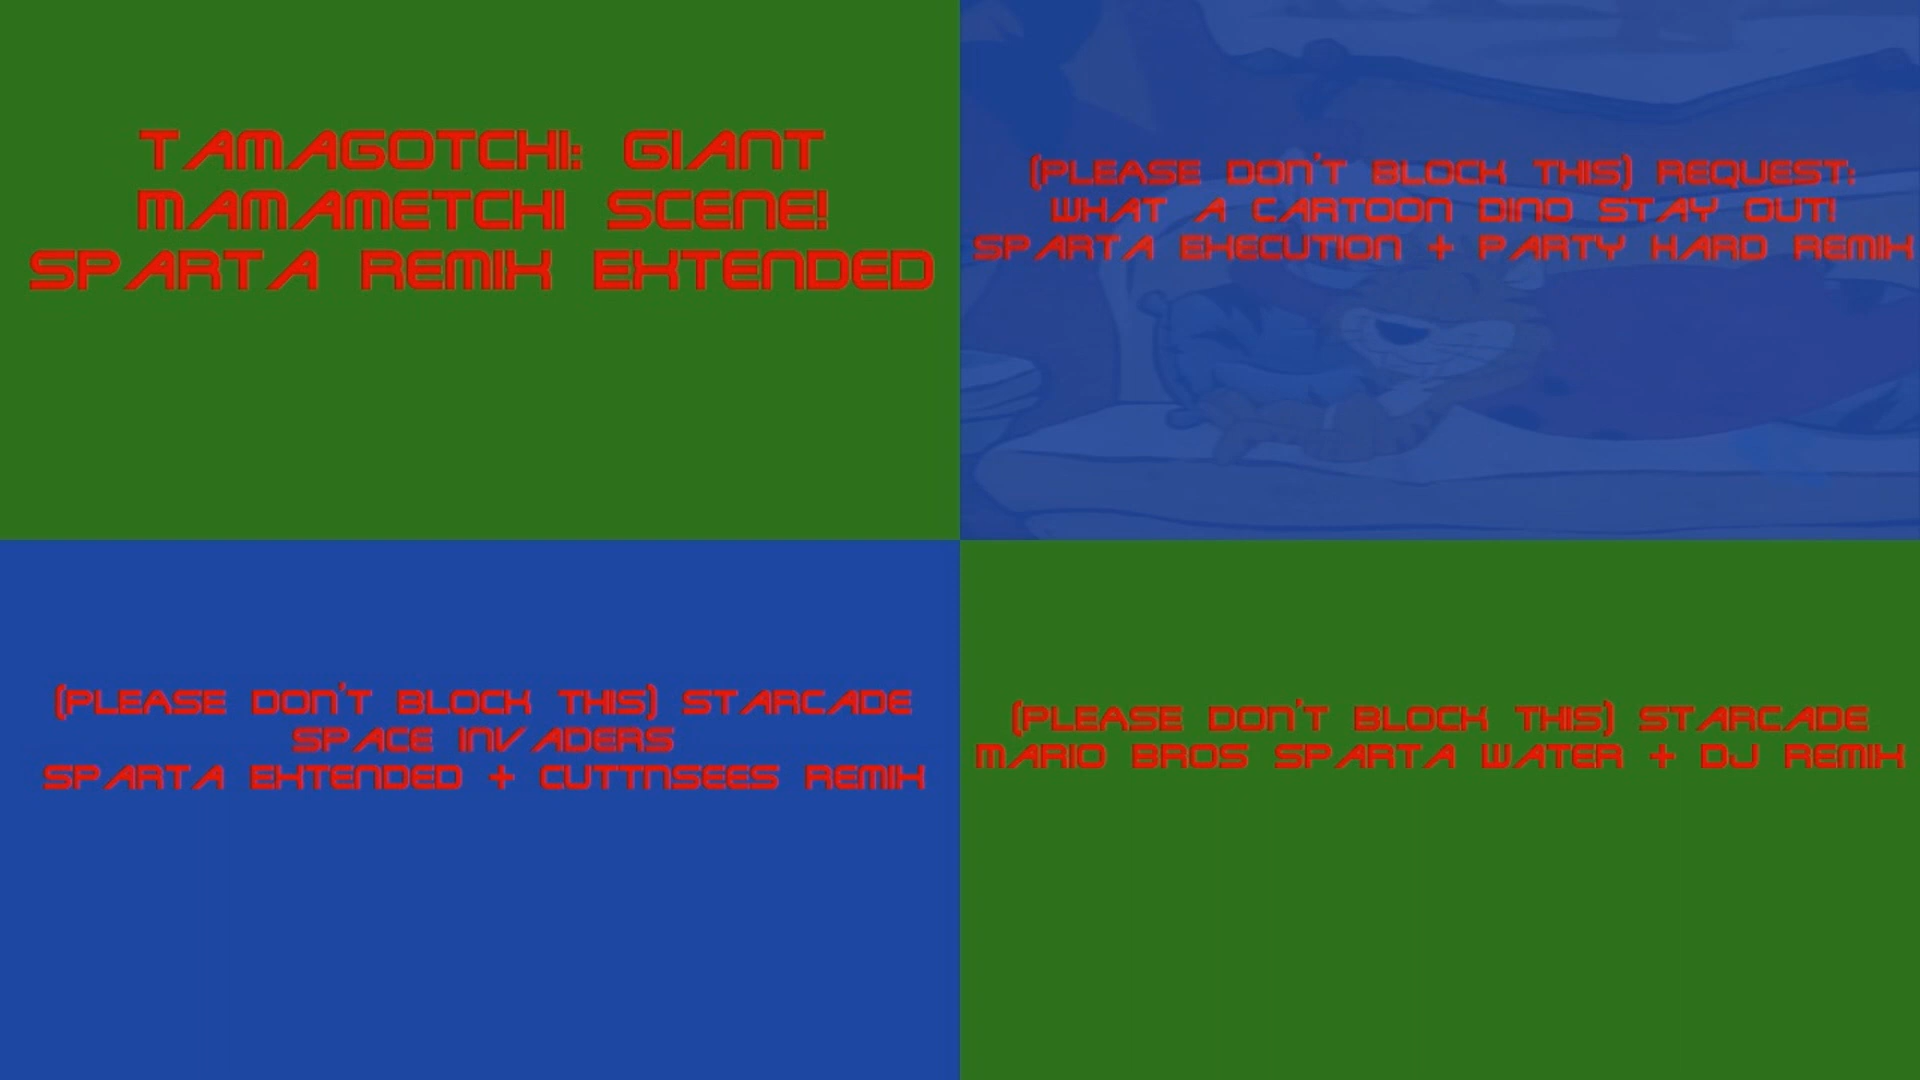 TAMAGOTCHI: GIANT
MAMAMETCHI SCENE!
SPARTA REMIX EXTENDED
(PLEASE DON'T BLOCK THIS) REQUEST:
WHAT A CARTOON DINO STAY OUT!
SPARTA EXECUTION + PARTY HARD REMIX
(PLEASE DON'T BLOCK THIS) STARCADE
SPACE INVADERS
SPARTA EXTENDED + CUTTNSEES REMIX
(PLEASE DON'T BLOCK THIS) STARCADE
MARIO BROS SPARTA WATER + DJ REMIX